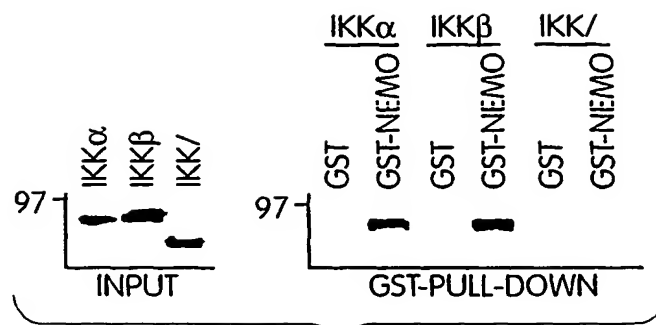 IKKα IKKβ IKK/
GST GST-NEMO GST GST-NEMO GST GST-NEMO
IKKα IKKβ IKK/
97
97
INPUT
GST-PULL-DOWN